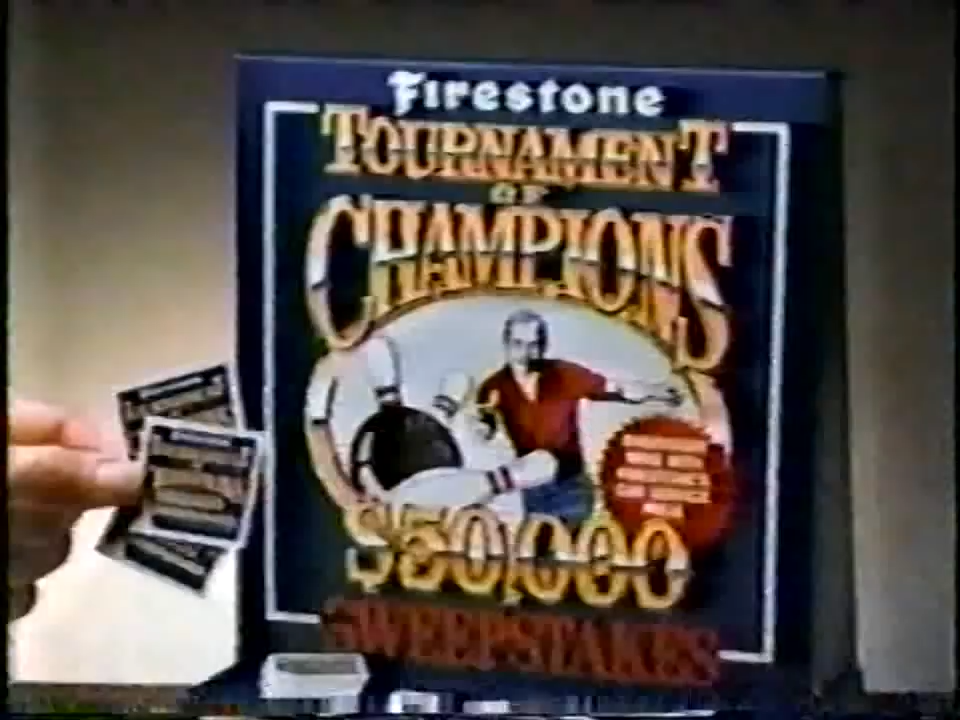 Firestone
TOURNAMENT
OF
CHAMPIONS
$50,000
SWEEPSTAKES